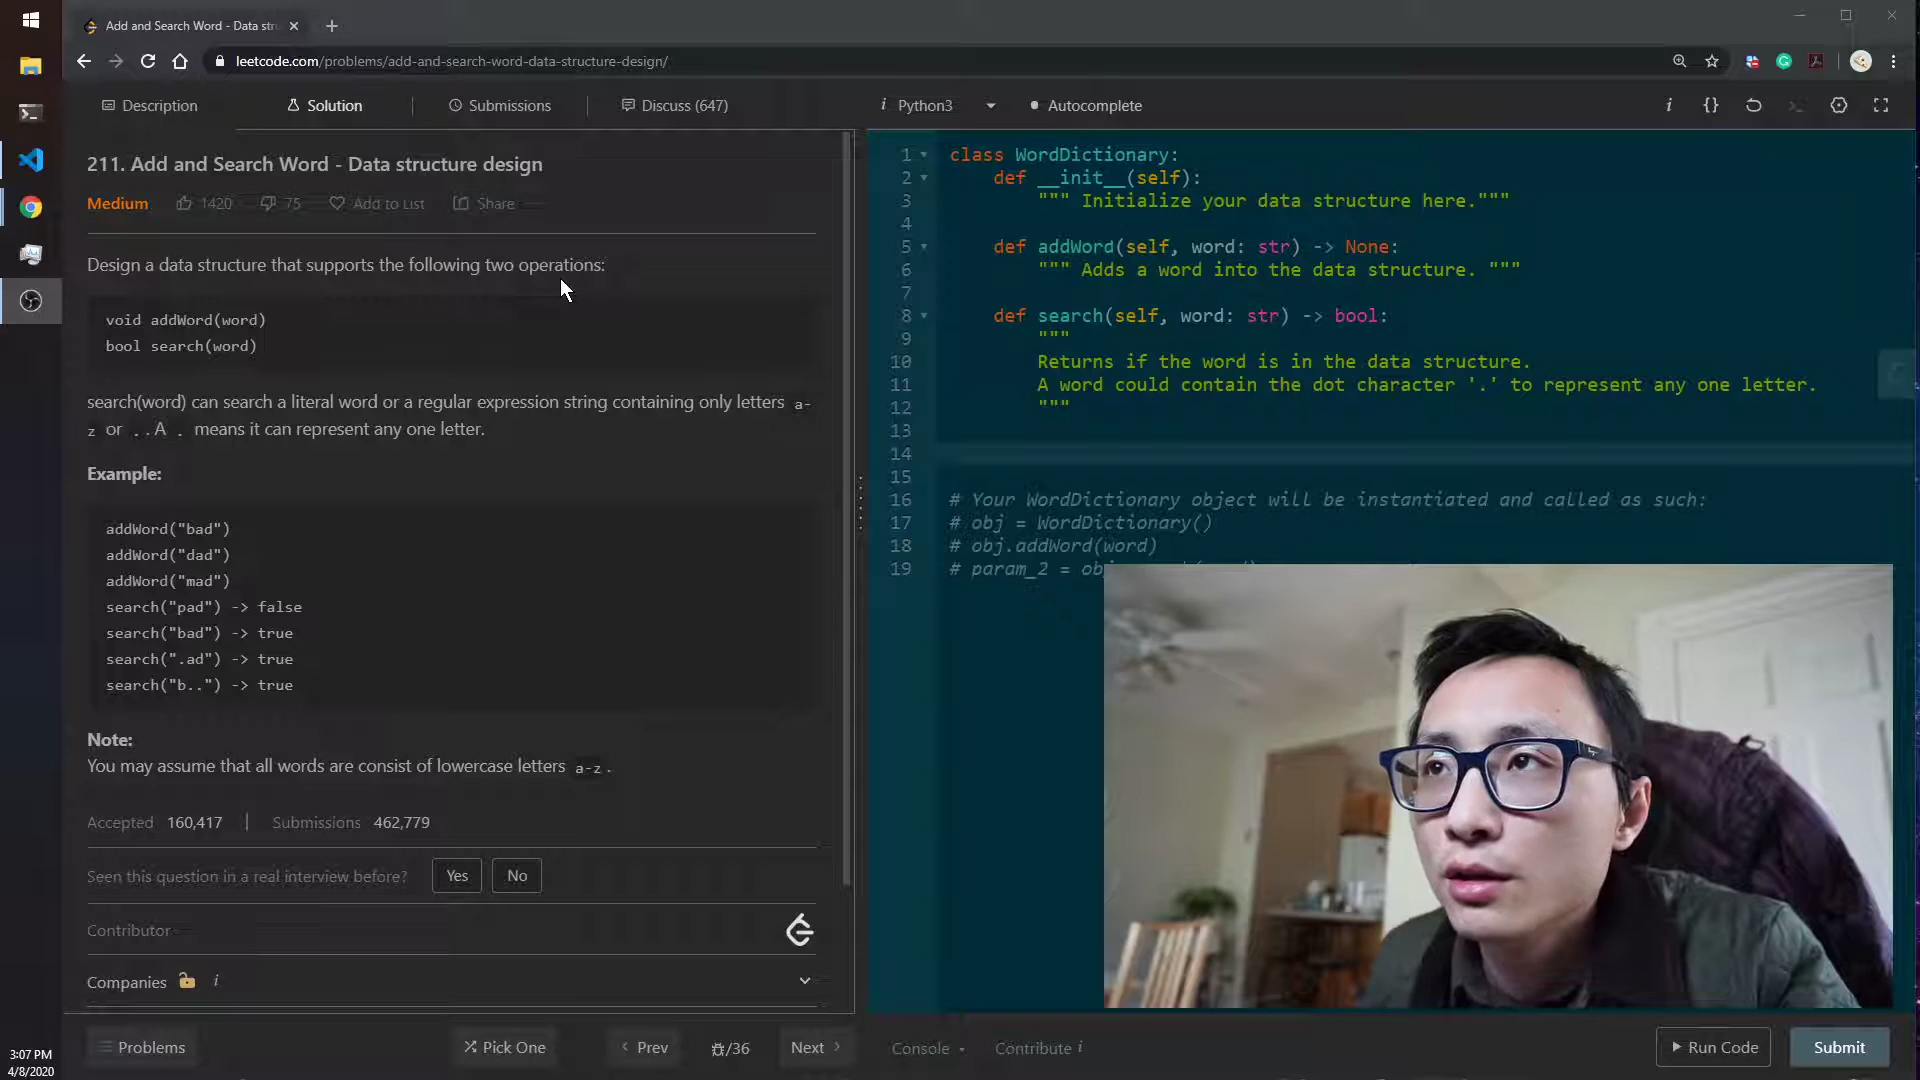 Add and Search Word - Data str
leetcode.com/problems/add-and-search-word-data-structure-design/
Description
Solution
Submissions
Discuss (647)
i Python3
Autocomplete
i {}
211. Add and Search Word - Data structure design
Medium 1420 75 Add to List Share
Design a data structure that supports the following two operations:
void addWord(word)
bool search(word)
search(word) can search a literal word or a regular expression string containing only letters a-
z or . . A . means it can represent any one letter.
Example:
addWord("bad")
addWord("dad")
addWord("mad")
search("pad") -> false
search("bad") -> true
search(".ad") -> true
search("b..") -> true
Note:
You may assume that all words are consist of lowercase letters a-z .
Accepted 160,417 | Submissions 462,779
Seen this question in a real interview before? Yes No
Contributor
Companies i
Problems
Pick One
Prev
/36
Next
1 class WordDictionary:
2 def __init__(self):
3 """ Initialize your data structure here."""
4
5 def addWord(self, word: str) -> None:
6 """ Adds a word into the data structure. """
7
8 def search(self, word: str) -> bool:
9 """
10 Returns if the word is in the data structure.
11 A word could contain the dot character '.' to represent any one letter.
12 """
13
14
15
16 # Your WordDictionary object will be instantiated and called as such:
17 # obj = WordDictionary()
18 # obj.addWord(word)
19 # param_2 = obj
Console
Contribute i
Run Code
Submit
3:07 PM
4/8/2020